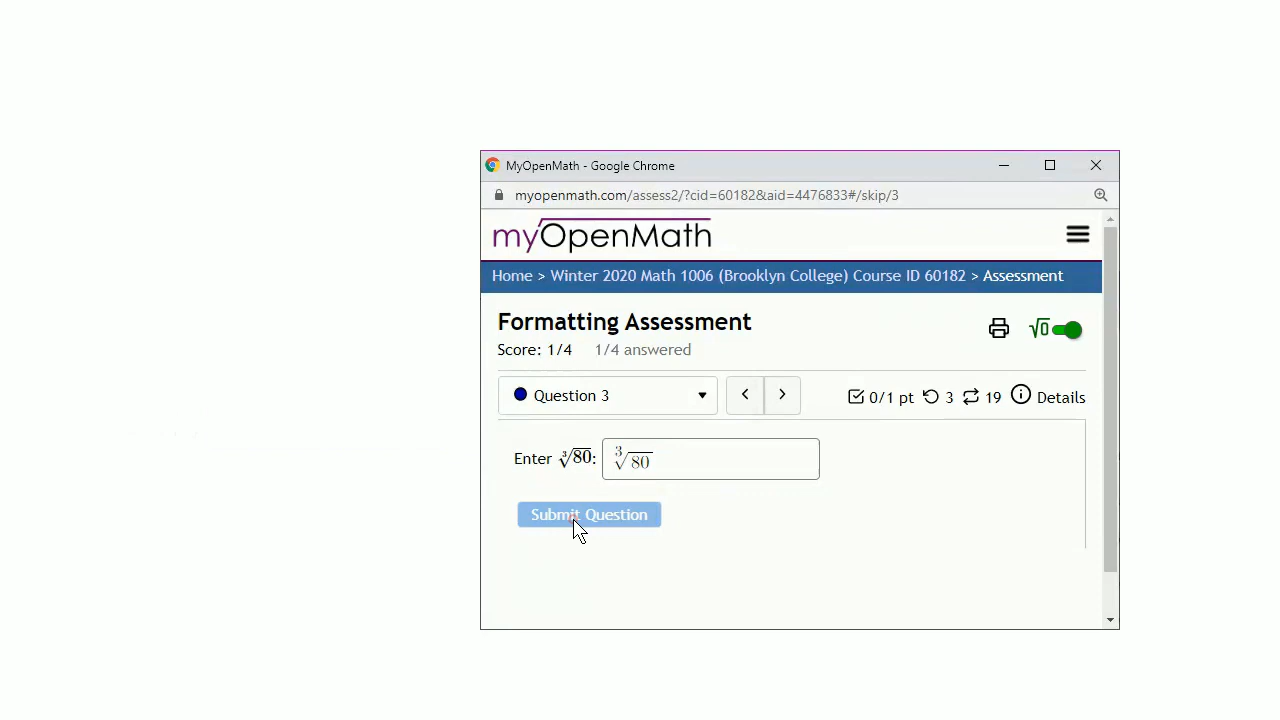 MyOpenMath - Google Chrome
myopenmath.com/assess2/?cid=60182&aid=4476833#/skip/3
myOpenMath
Home > Winter 2020 Math 1006 (Brooklyn College) Course ID 60182 > Assessment
Formatting Assessment
√0
Score: 1/4 1/4 answered
Question 3 < > 0/1 pt 3 19 Details
Enter ∛80: ∛80
Submit Question